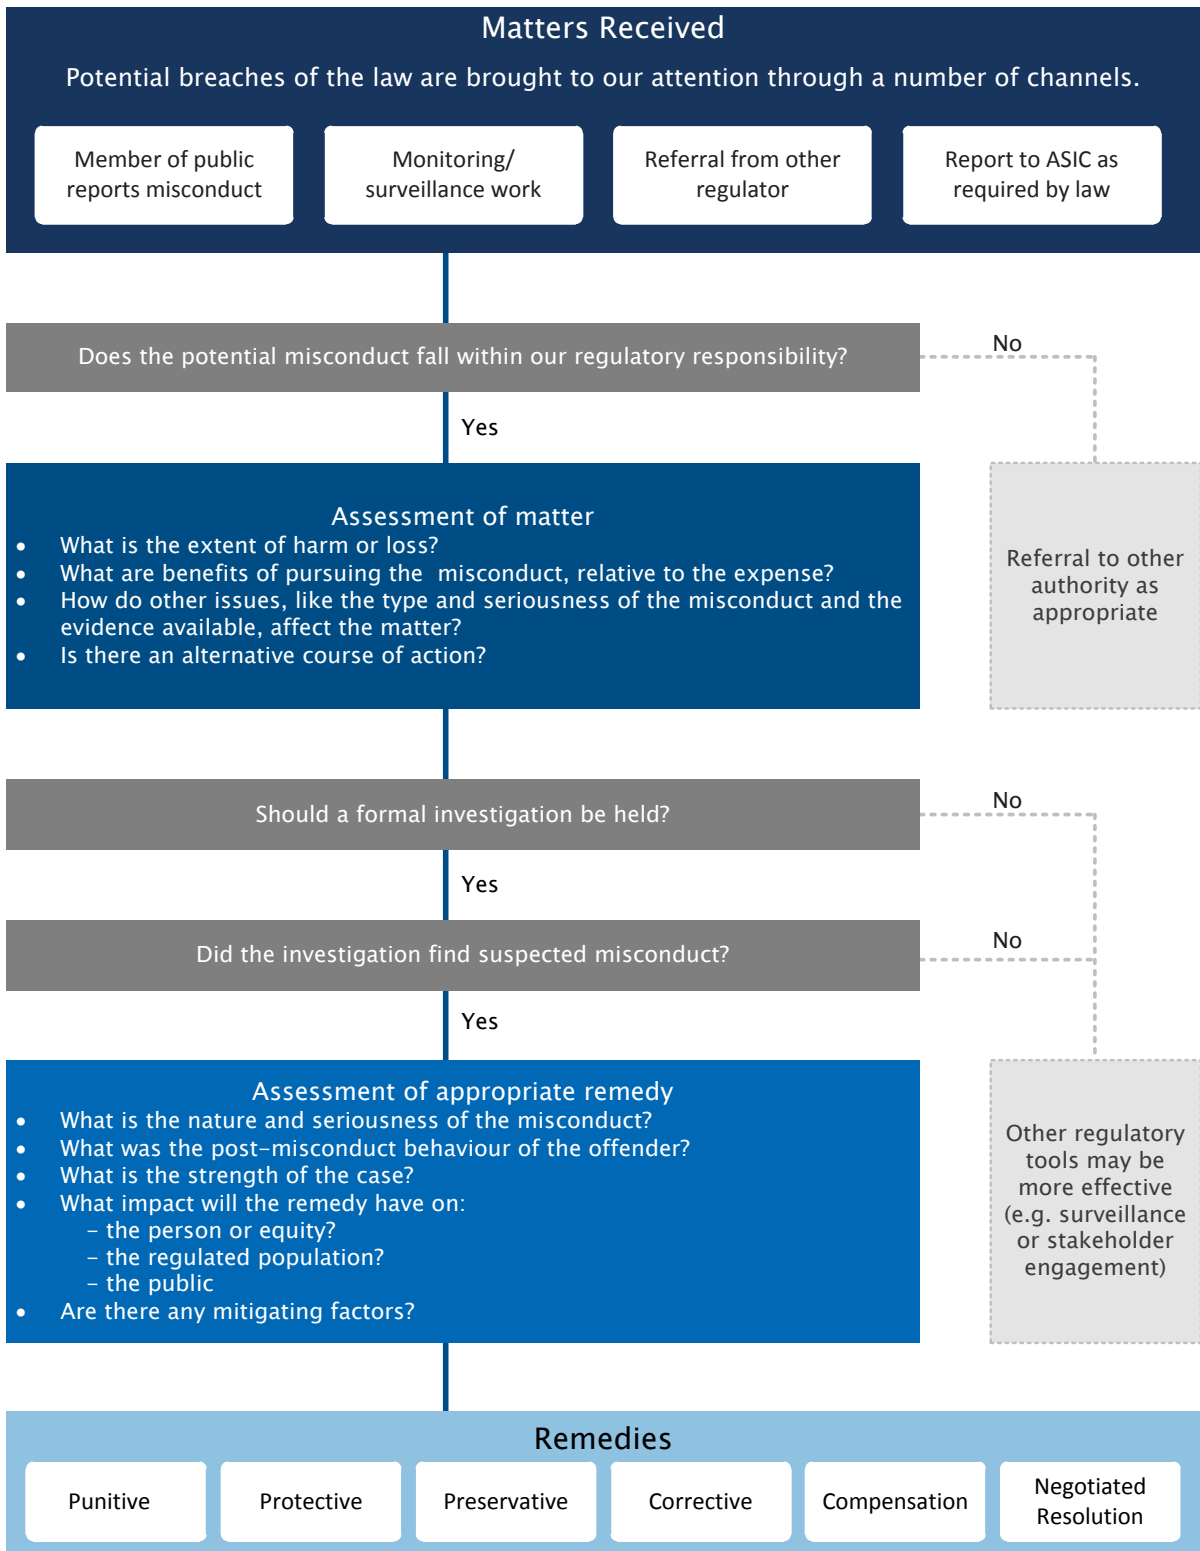 Matters Received
Potential breaches of the law are brought to our attention through a number of channels.
Member of public
reports misconduct
Monitoring/
surveillance work
Referral from other
regulator
Report to ASIC as
required by law
Does the potential misconduct fall within our regulatory responsibility?
No
Yes
Assessment of matter
• What is the extent of harm or loss?
• What are benefits of pursuing the misconduct, relative to the expense?
• How do other issues, like the type and seriousness of the misconduct and the
evidence available, affect the matter?
• Is there an alternative course of action?
Referral to other
authority as
appropriate
Should a formal investigation be held?
No
Yes
Did the investigation find suspected misconduct?
No
Yes
Assessment of appropriate remedy
• What is the nature and seriousness of the misconduct?
• What was the post-misconduct behaviour of the offender?
• What is the strength of the case?
• What impact will the remedy have on:
– the person or equity?
– the regulated population?
– the public
• Are there any mitigating factors?
Other regulatory
tools may be
more effective
(e.g. surveillance
or stakeholder
engagement)
Remedies
Punitive
Protective
Preservative
Corrective
Compensation
Negotiated
Resolution